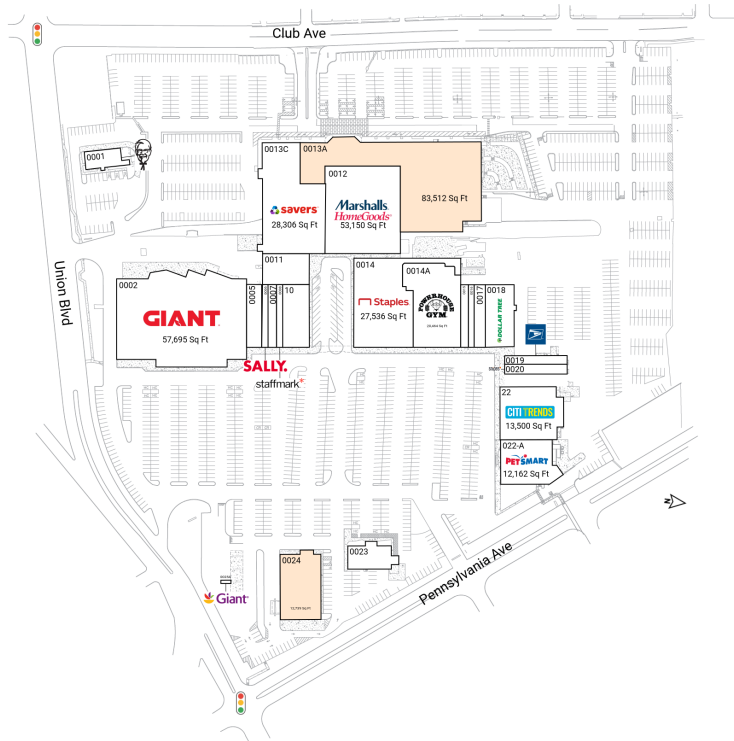 Club Ave
0001
0013C
0013A
0012
savers
28,306 Sq Ft
Marshalls
HomeGoods
53,150 Sq Ft
83,512 Sq Ft
Union Blvd
0002
GIANT
57,695 Sq Ft
0011
0005
0007
10
0014
Staples
27,536 Sq Ft
0014A
POWERHOUSE
GYM
0017
0018
DOLLAR TREE
SALLY.
staffmark
0019
0020
22
CITI TRENDS
13,500 Sq Ft
022-A
PETSMART
12,162 Sq Ft
N
0023
0024
Giant
Pennsylvania Ave